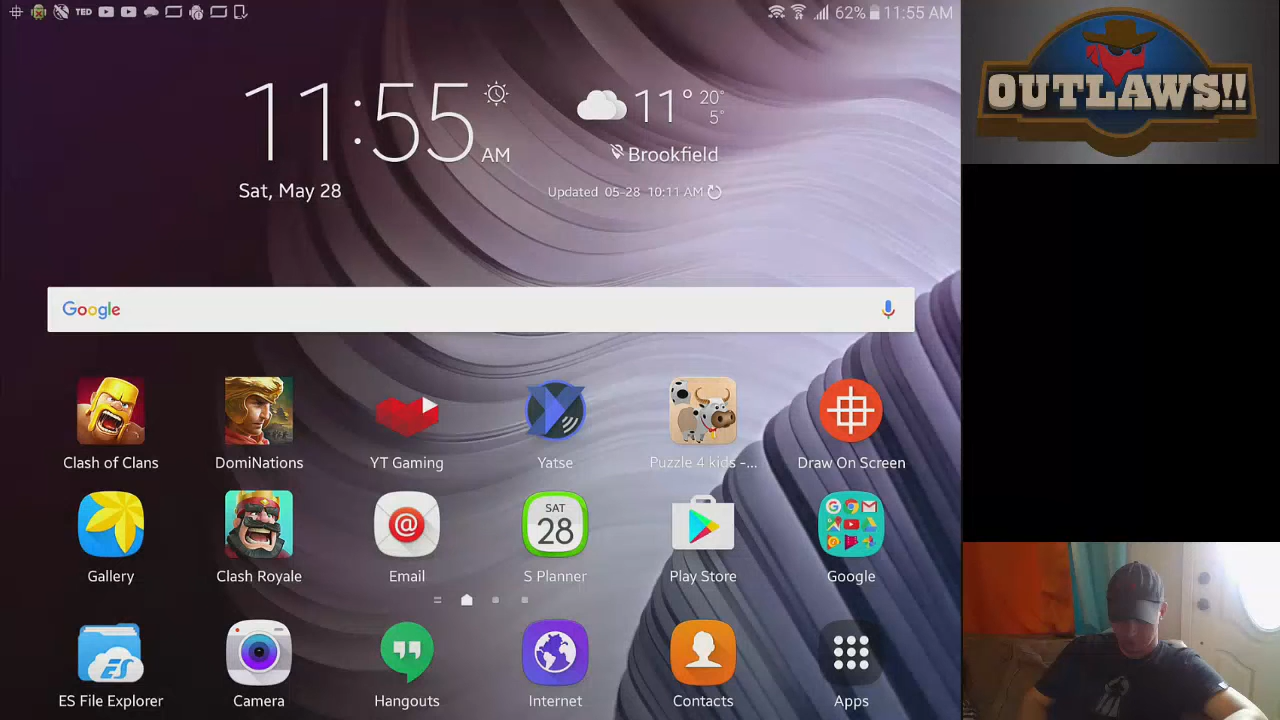 TED 62% 11:55 AM
OUTLAWS!!
11:55 AM
11° 20° 5°
Brookfield
Sat, May 28
Updated 05-28 10:11 AM
Google
Clash of Clans
DomiNations
YT Gaming
Yatse
Puzzle 4 kids -...
Draw On Screen
SAT
28
Gallery
Clash Royale
Email
S Planner
Play Store
Google
ES
ES File Explorer
Camera
Hangouts
Internet
Contacts
Apps